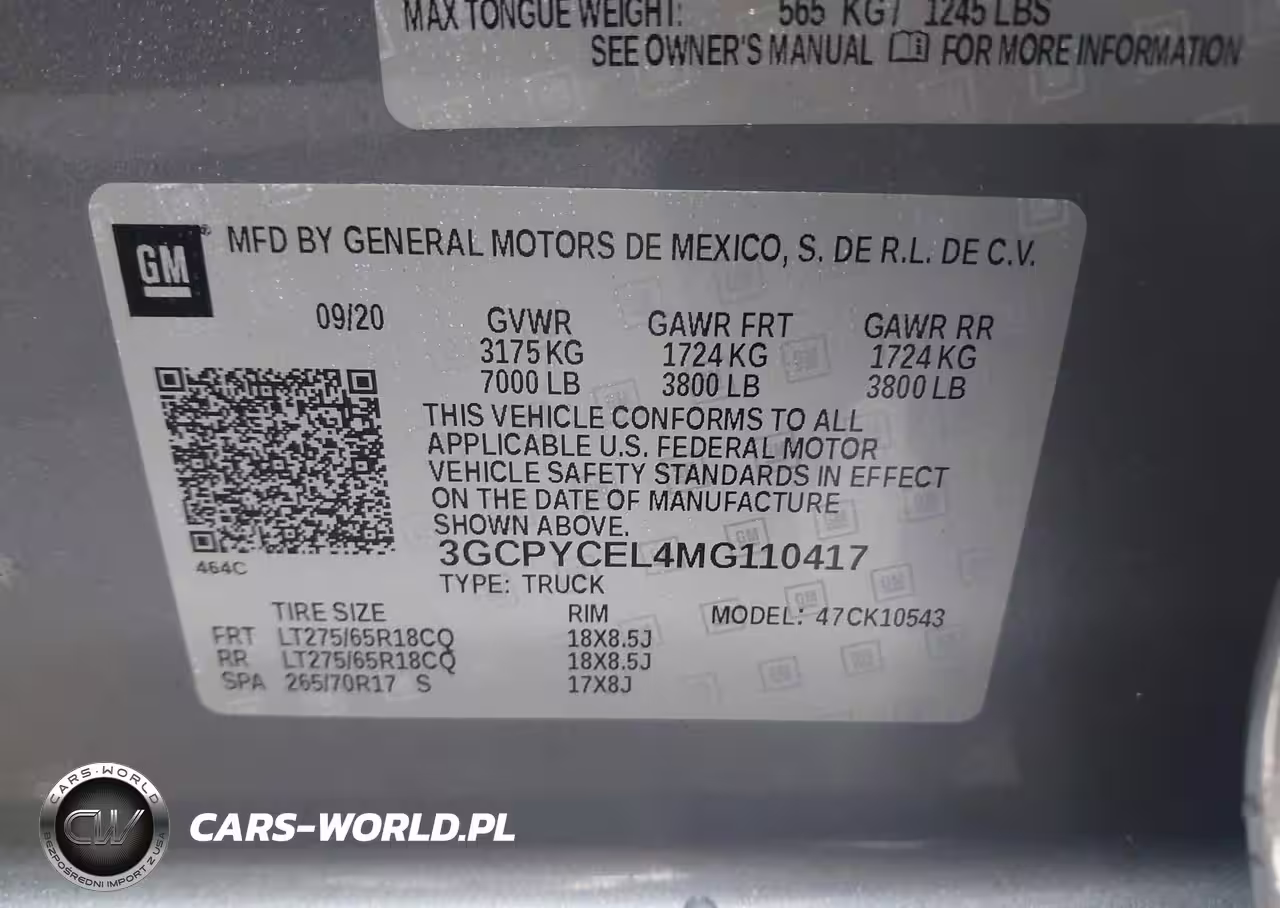 MAX TONGUE WEIGHT: 565 KG / 1245 LBS
SEE OWNER'S MANUAL FOR MORE INFORMATION
GM® MFD BY GENERAL MOTORS DE MEXICO, S. DE R.L. DE C.V.
09/20 GVWR GAWR FRT GAWR RR
3175 KG 1724 KG 1724 KG
7000 LB 3800 LB 3800 LB
THIS VEHICLE CONFORMS TO ALL
APPLICABLE U.S. FEDERAL MOTOR
VEHICLE SAFETY STANDARDS IN EFFECT
ON THE DATE OF MANUFACTURE
SHOWN ABOVE.
3GCPYCEL4MG110417
464C
TYPE: TRUCK
TIRE SIZE RIM MODEL: 47CK10543
FRT LT275/65R18CQ 18X8.5J
RR LT275/65R18CQ 18X8.5J
SPA 265/70R17 S 17X8J
CARS-WORLD
CW
BEZPOŚREDNI IMPORT Z USA
CARS-WORLD.PL